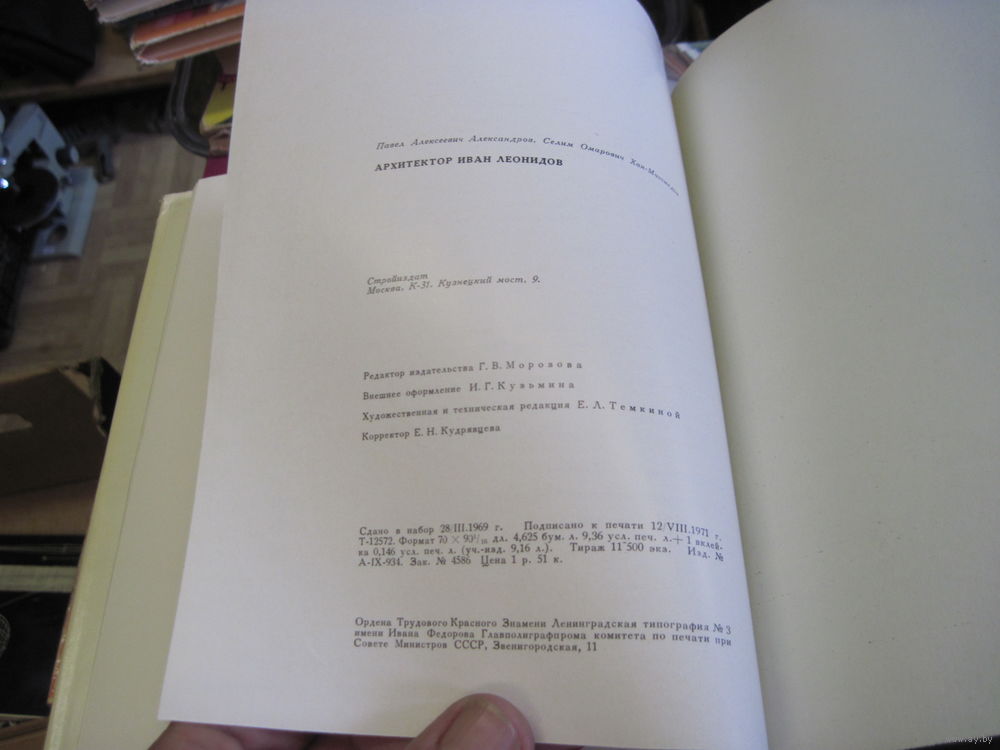 Павел Алексеевич Александров, Селим Омарович Хан-Магомедов
АРХИТЕКТОР ИВАН ЛЕОНИДОВ
Стройиздат
Москва, К-31. Кузнецкий мост, 9.
Редактор издательства Г. В. Морозова
Внешнее оформление И. Г. Кузьмина
Художественная и техническая редакция Е. Л. Темкиной
Корректор Е. Н. Кудрявцева
Сдано в набор 28/III.1969 г. Подписано к печати 12/VIII.1971 г.
Т-12572. Формат 70 × 90¹/₁₆ дл. 4,625 бум. л. 9,36 усл. печ. л.+ 1 вклей-
ка 0,146 усл. печ. л. (уч.-изд. 9,16 л.). Тираж 11 500 экз. Изд. №
А-IX-934. Зак. № 4586 Цена 1 р. 51 к.
Ордена Трудового Красного Знамени Ленинградская типография № 3
имени Ивана Федорова Главполиграфпрома комитета по печати при
Совете Министров СССР, Звенигородская, 11
www.ay.by